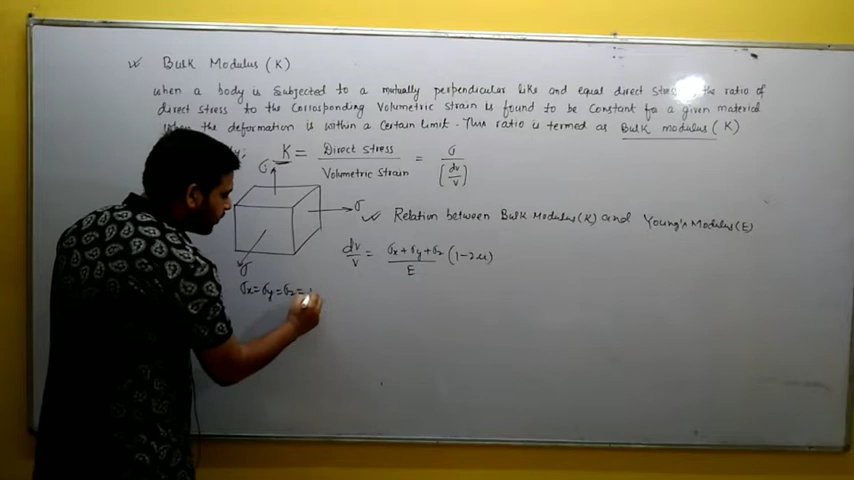 Bulk Modulus (K)
when a body is subjected to a mutually perpendicular like and equal direct the ratio of
direct stress to the corrosponding Volumetric strain is found to be constant for a given material
when the deformation is within a certain limit. This ratio is termed as Bulk modulus (K)
K = Direct stress / Volumetric strain = σ / [dv/v]
σ
σ
Relation between Bulk Modulus(K) and Young's Modulus(E)
dv/v = σx + σy + σz / E (1-2μ)
σ
σx = σy = σz =